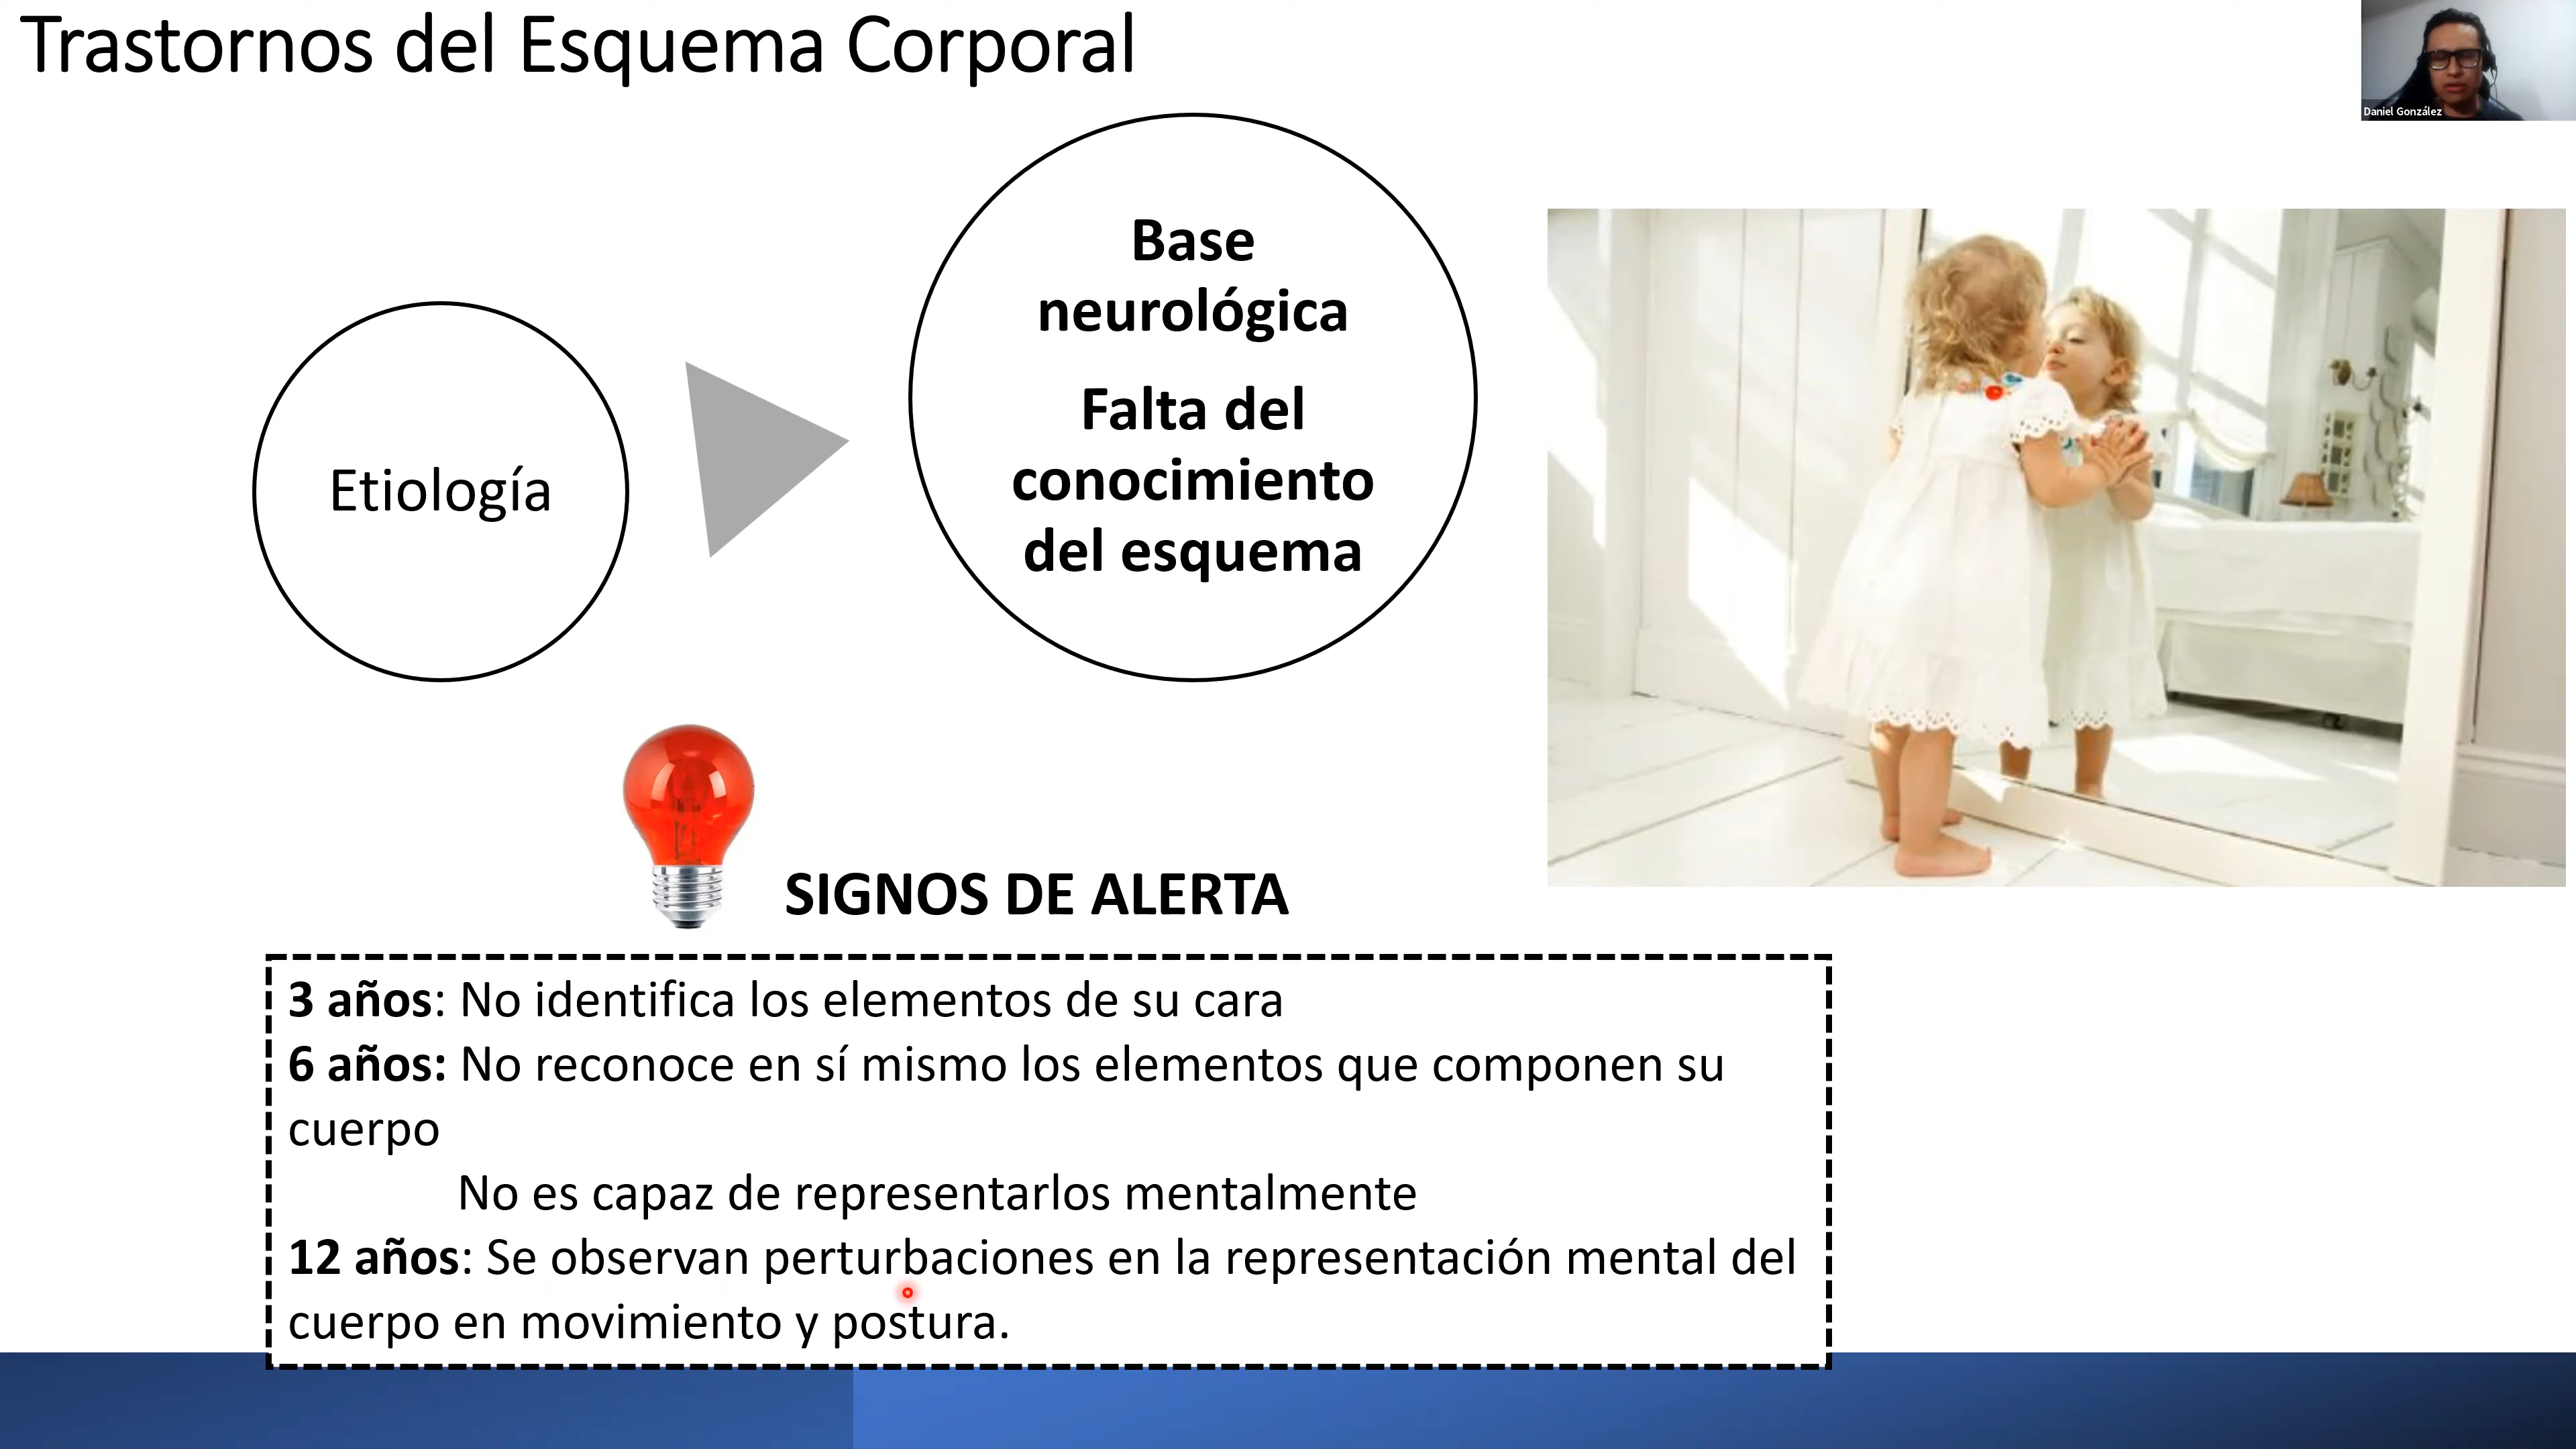 Trastornos del Esquema Corporal
Daniel González
Etiología
Base
neurológica
Falta del
conocimiento
del esquema
SIGNOS DE ALERTA
3 años: No identifica los elementos de su cara
6 años: No reconoce en sí mismo los elementos que componen su
cuerpo
No es capaz de representarlos mentalmente
12 años: Se observan perturbaciones en la representación mental del
cuerpo en movimiento y postura.